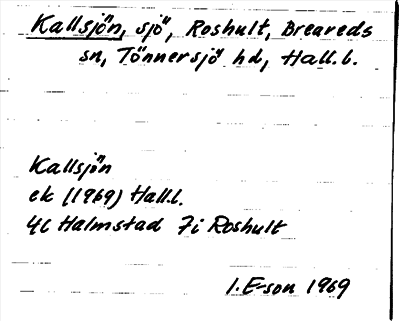 Kallsjön, sjö, Roshult, Breareds
sn, Tönnersjö hd, Hall. l.
Kallsjön
ek (1969) Hall.l.
4C Halmstad 7i Roshult
I. E-son 1969